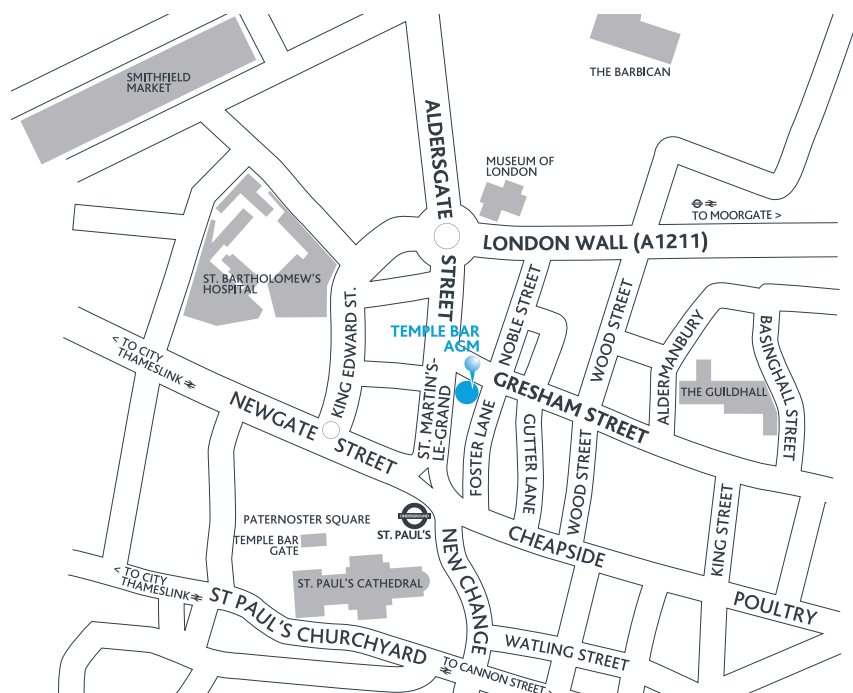 SMITHFIELD
MARKET
THE BARBICAN
ALDERSGATE
STREET
MUSEUM OF
LONDON
TO MOORGATE >
LONDON WALL (A1211)
ST. BARTHOLOMEW'S
HOSPITAL
KING EDWARD ST.
NOBLE STREET
WOOD STREET
ALDERMANBURY
BASINGHALL STREET
TEMPLE BAR
AGM
< TO CITY
THAMESLINK
NEWGATE
STREET
ST. MARTIN'S-
LE-GRAND
GRESHAM STREET
THE GUILDHALL
FOSTER LANE
GUTTER LANE
WOOD STREET
KING STREET
PATERNOSTER SQUARE
UNDERGROUND
ST. PAUL'S
TEMPLE BAR
GATE
NEW CHANGE
CHEAPSIDE
< TO CITY
THAMESLINK
ST. PAUL'S CATHEDRAL
POULTRY
ST PAUL'S CHURCHYARD
WATLING STREET
TO CANNON STREET >